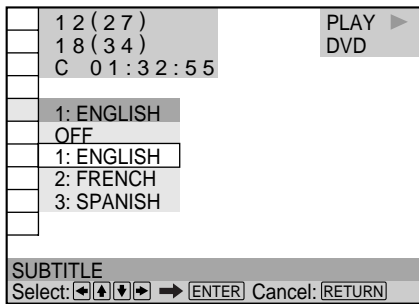 12(27) PLAY ▶
18(34) DVD
C 01:32:55
1: ENGLISH
OFF
1: ENGLISH
2: FRENCH
3: SPANISH
SUBTITLE
Select: ←↑↓→ ➡ ENTER Cancel: RETURN